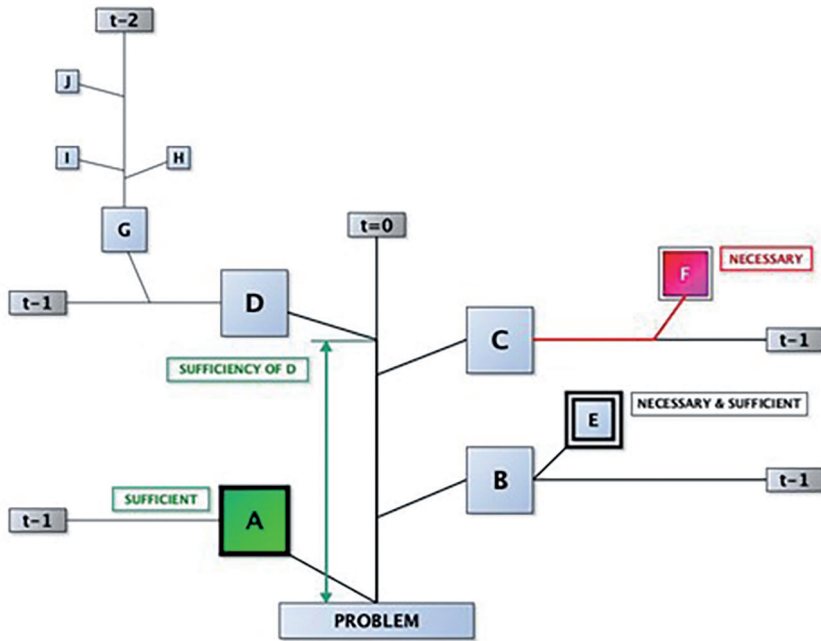 t-2
J
I
H
G
t=0
F
NECESSARY
t-1
D
C
t-1
SUFFICIENCY OF D
E
NECESSARY & SUFFICIENT
B
t-1
SUFFICIENT
t-1
A
PROBLEM